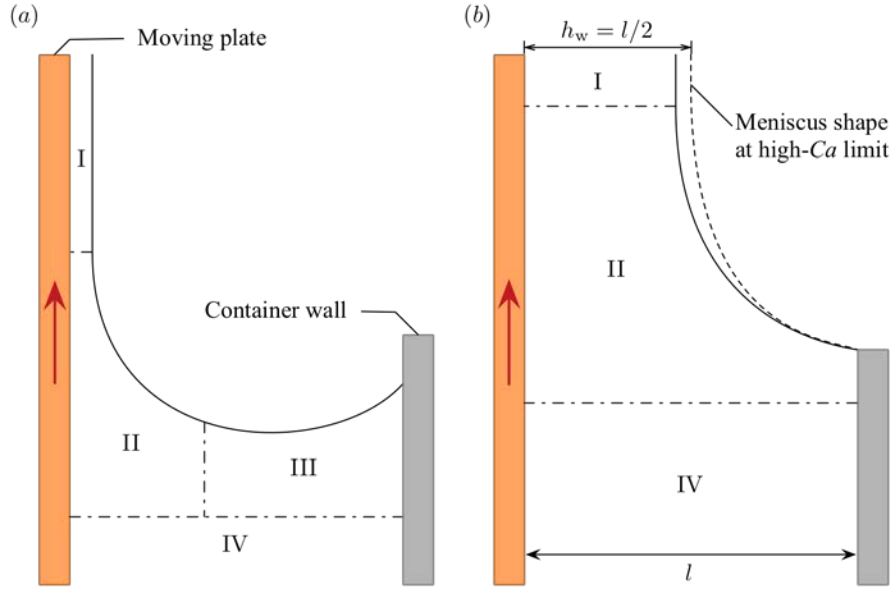 (a)
Moving plate
I
Container wall
II
III
IV
(b)
h_w = l/2
I
Meniscus shape
at high-Ca limit
II
IV
l